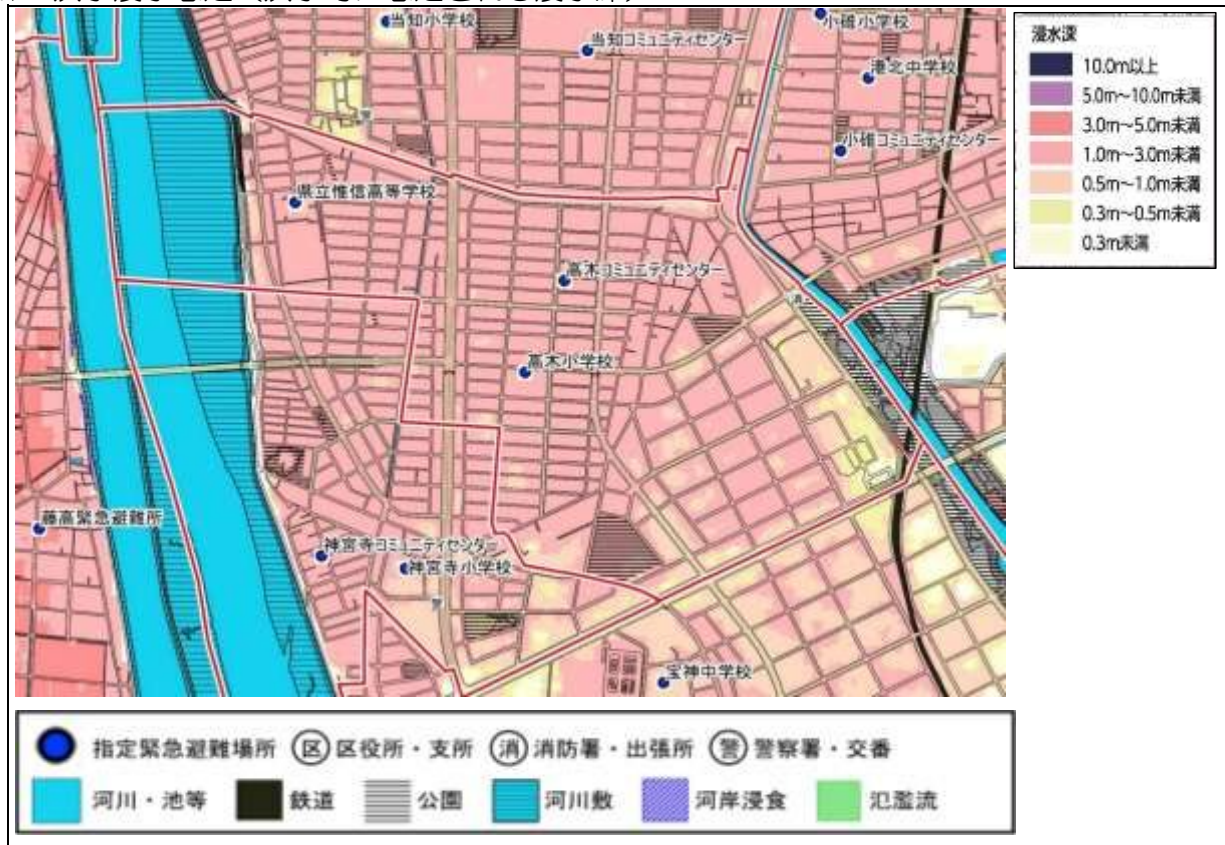 当知小学校
当知コミュニティセンター
小碓小学校
港北中学校
小碓コミュニティセンター
県立惟信高等学校
高木コミュニティセンター
消
高木小学校
藤高緊急避難所
神宮寺コミュニティセンター
神宮寺小学校
宝神中学校
浸水深
10.0m以上
5.0m～10.0m未満
3.0m～5.0m未満
1.0m～3.0m未満
0.5m～1.0m未満
0.3m～0.5m未満
0.3m未満
指定緊急避難場所 区 区役所・支所 消 消防署・出張所 警 警察署・交番
河川・池等 鉄道 公園 河川敷 河岸浸食 氾濫流